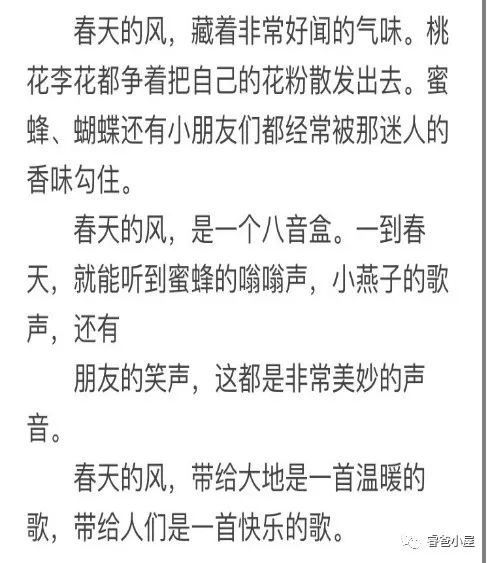 春天的风，藏着非常好闻的气味。桃
花李花都争着把自己的花粉散发出去。蜜
蜂、蝴蝶还有小朋友们都经常被那迷人的
香味勾住。
春天的风，是一个八音盒。一到春
天，就能听到蜜蜂的嗡嗡声，小燕子的歌
声，还有
朋友的笑声，这都是非常美妙的声
音。
春天的风，带给大地是一首温暖的
歌，带给人们是一首快乐的歌。
睿爸小屋